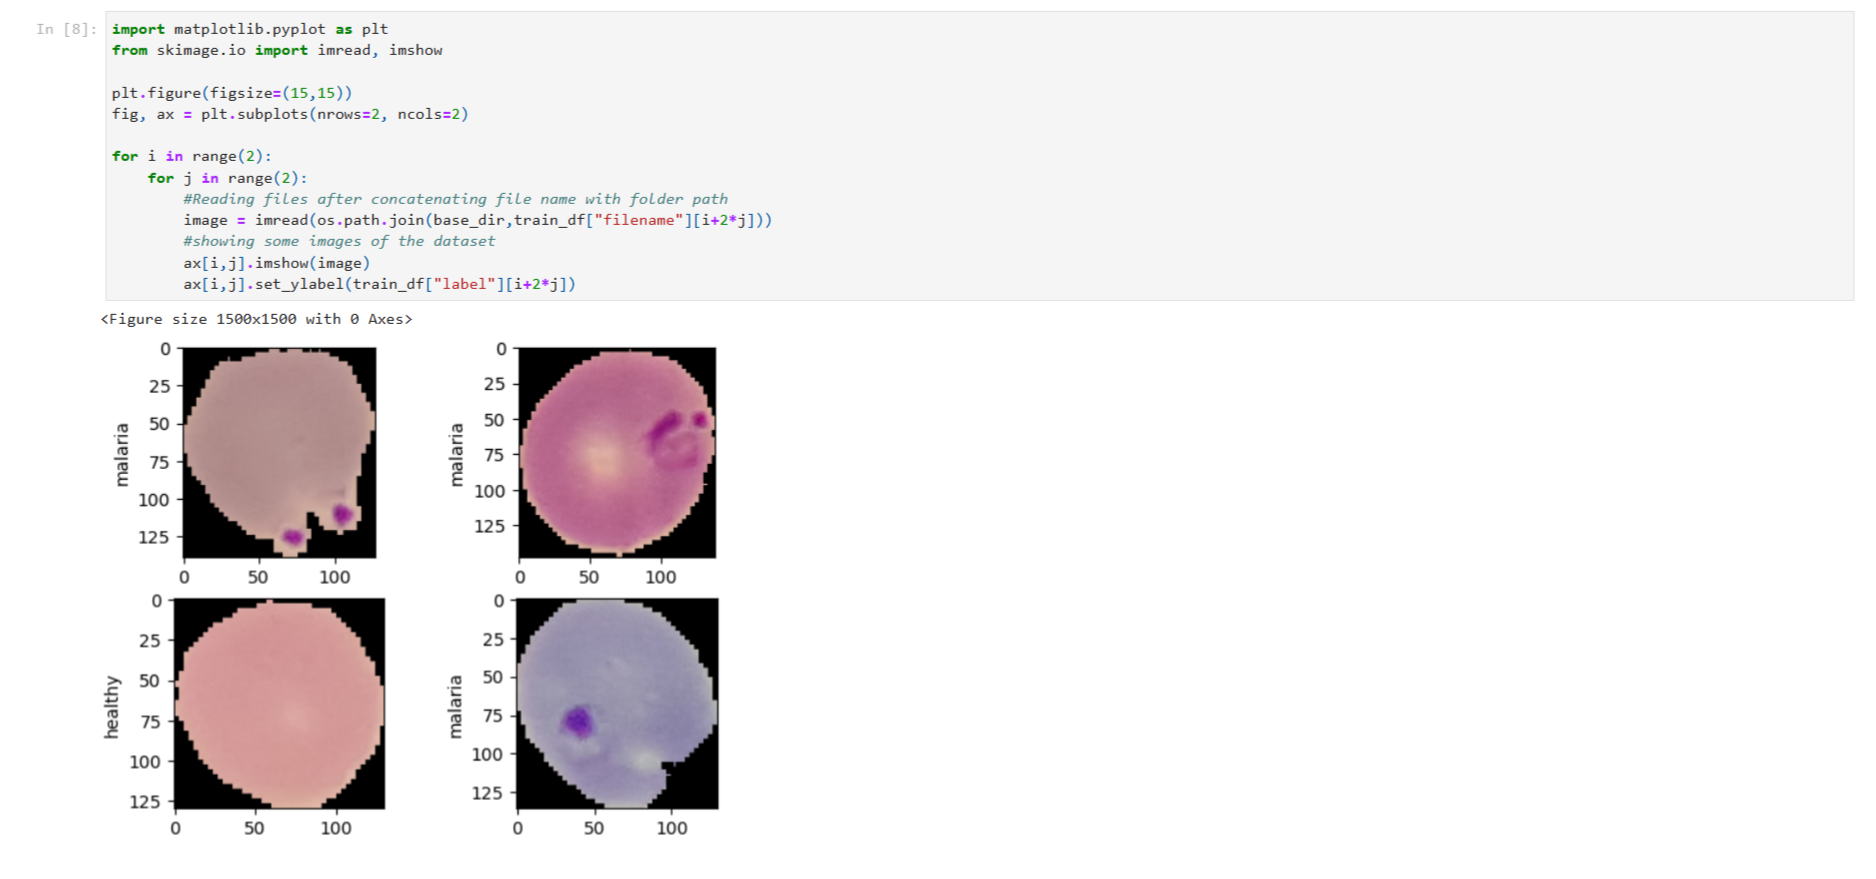 In [8]:
import matplotlib.pyplot as plt
from skimage.io import imread, imshow
plt.figure(figsize=(15,15))
fig, ax = plt.subplots(nrows=2, ncols=2)
for i in range(2):
    for j in range(2):
        #Reading files after concatenating file name with folder path
        image = imread(os.path.join(base_dir,train_df["filename"][i+2*j]))
        #showing some images of the dataset
        ax[i,j].imshow(image)
        ax[i,j].set_ylabel(train_df["label"][i+2*j])
<Figure size 1500x1500 with 0 Axes>
malaria
0
25
50
75
100
125
0 50 100
malaria
0
25
50
75
100
125
0 50 100
healthy
0
25
50
75
100
125
0 50 100
malaria
0
25
50
75
100
125
0 50 100